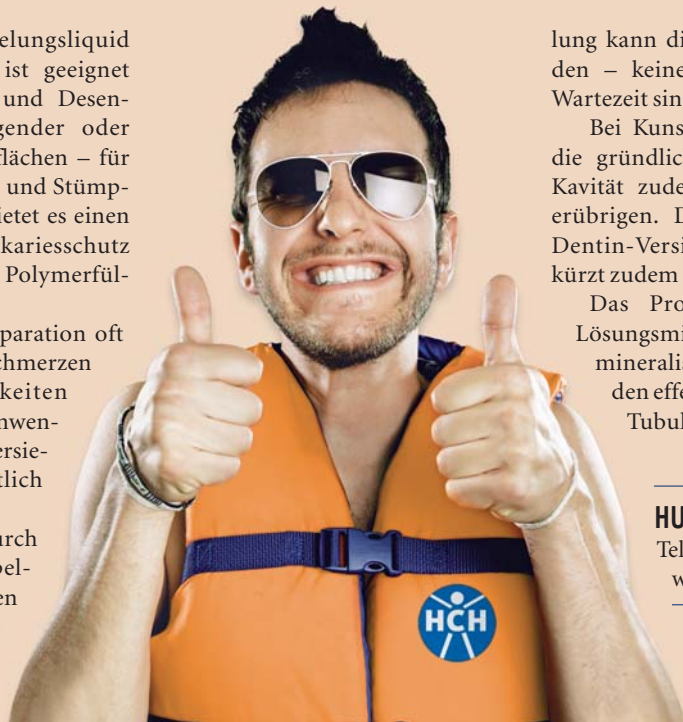 elungsliquid
ist geeignet
und Desen-
gender oder
flächen – für
und Stümp-
ietet es einen
kariesschutz
Polymerfül-
paration oft
chmerzen
keiten
nwen-
ersie-
tlich
urch
pel-
en
HCH
lung kann di
den – keine
Wartezeit sin
Bei Kuns
die gründlic
Kavität zude
erübrigen. D
Dentin-Versi
kürzt zudem
Das Pro
Lösungsmi
mineralis
den effe
Tubul
HU
Tel
w